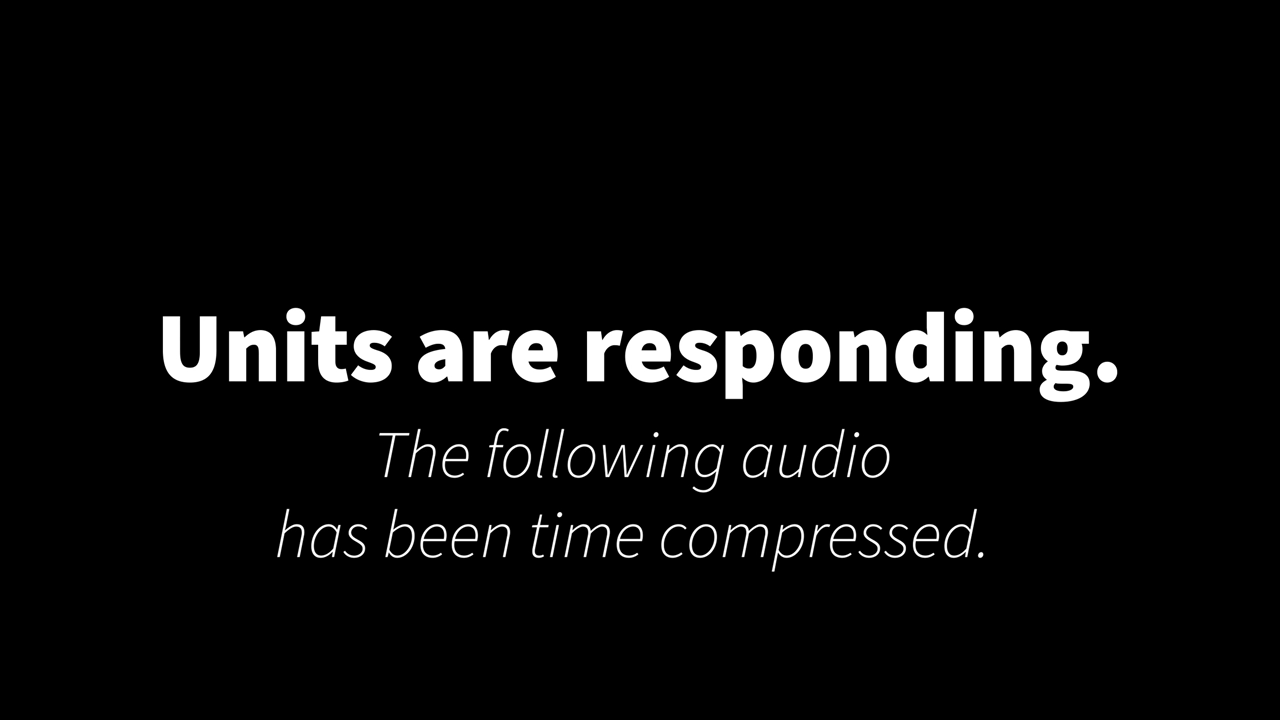 Units are responding.
The following audio
has been time compressed.